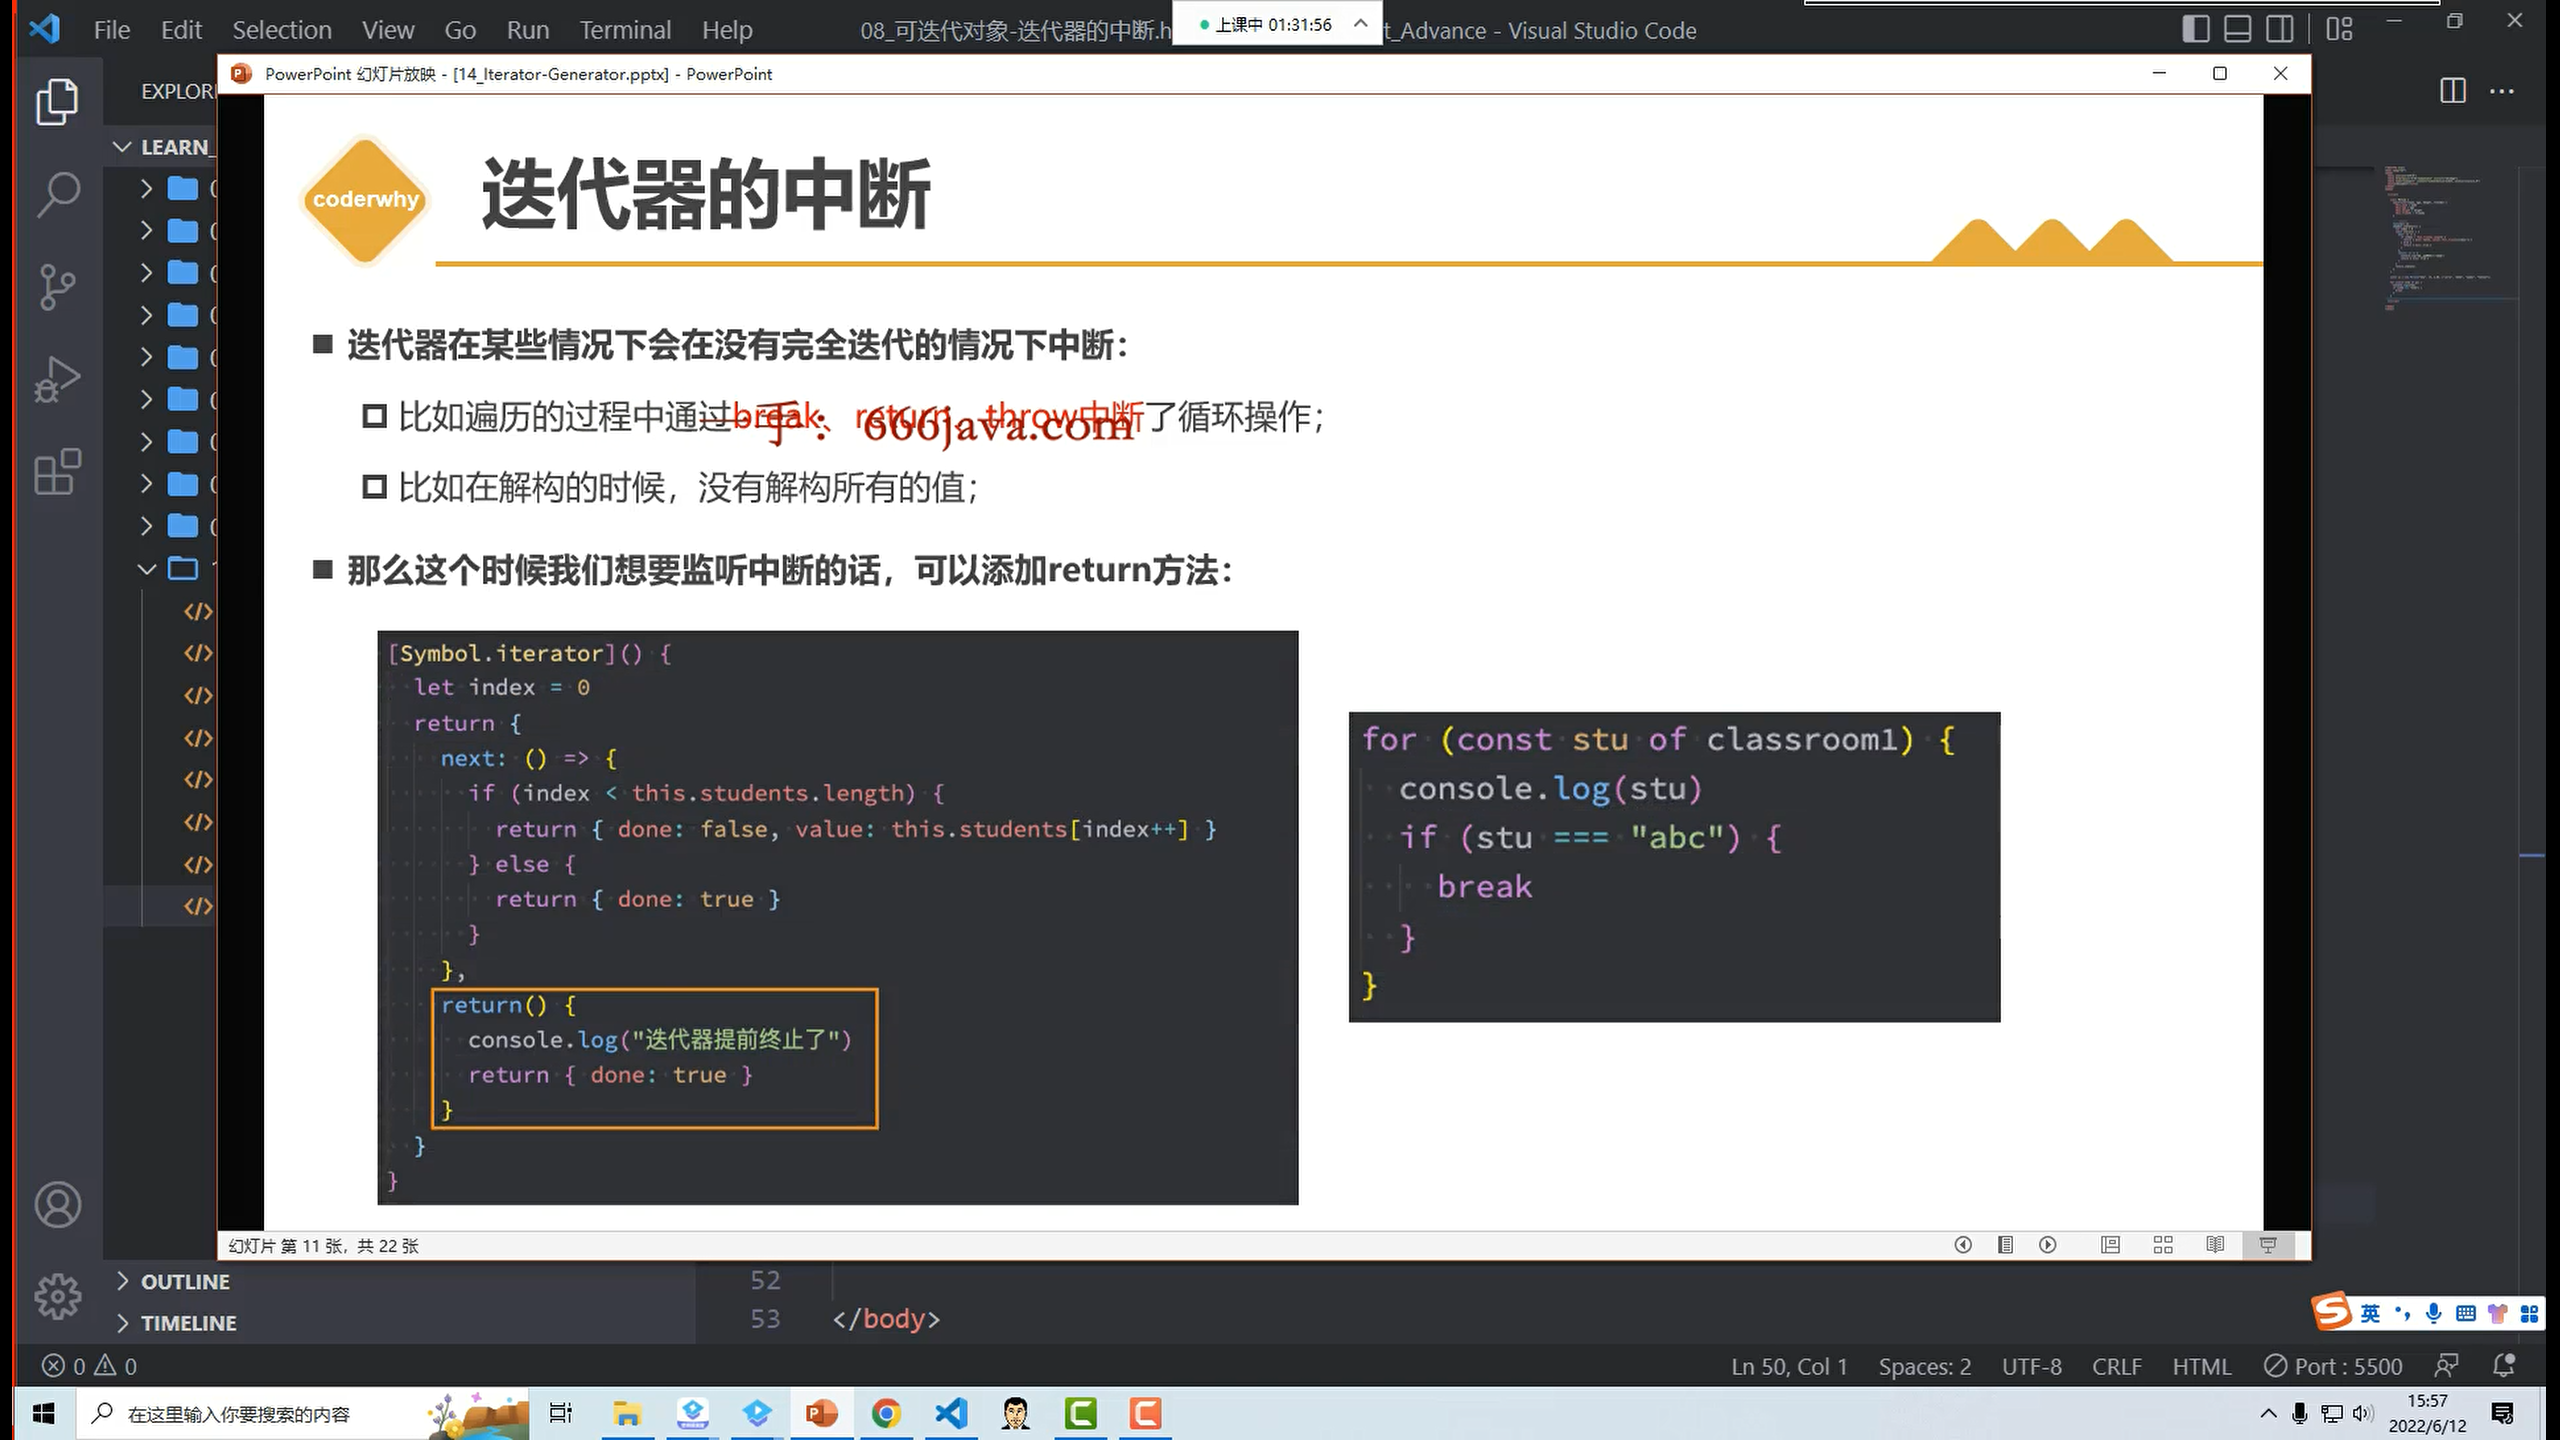 File Edit Selection View Go Run Terminal Help
08_可迭代对象-迭代器的中断.h
上课中 01:31:56
t_Advance - Visual Studio Code
PowerPoint 幻灯片放映 - [14_Iterator-Generator.pptx] - PowerPoint
EXPLOR
LEARN_
coderwhy
迭代器的中断
迭代器在某些情况下会在没有完全迭代的情况下中断：
比如遍历的过程中通过break、return、throw中断了循环操作；
一手：666java.com
比如在解构的时候，没有解构所有的值；
那么这个时候我们想要监听中断的话，可以添加return方法：
[Symbol.iterator]() {
let index = 0
return {
next: () => {
if (index < this.students.length) {
return { done: false, value: this.students[index++] }
} else {
return { done: true }
}
},
return() {
console.log("迭代器提前终止了")
return { done: true }
}
}
}
for (const stu of classroom1) {
console.log(stu)
if (stu === "abc") {
break
}
}
幻灯片 第 11 张，共 22 张
OUTLINE
TIMELINE
52
53 </body>
0 0
Ln 50, Col 1 Spaces: 2 UTF-8 CRLF HTML Port : 5500
英
在这里输入你要搜索的内容
15:57
2022/6/12